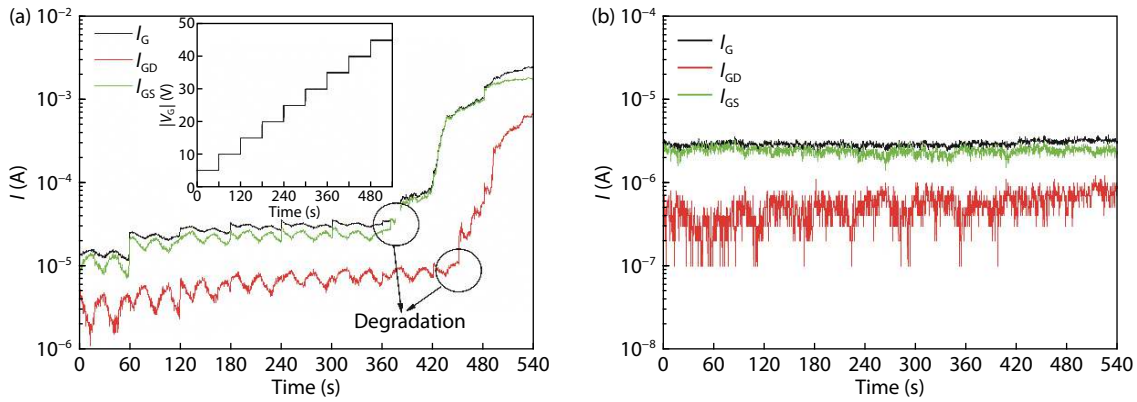 (a)
10⁻²
10⁻³
10⁻⁴
10⁻⁵
10⁻⁶
I (A)
I_G
I_GD
I_GS
50
40
30
20
10
0
|V_G| (V)
0 120 240 360 480
Time (s)
Degradation
0 60 120 180 240 300 360 420 480 540
Time (s)
(b)
10⁻⁴
10⁻⁵
10⁻⁶
10⁻⁷
10⁻⁸
I (A)
I_G
I_GD
I_GS
0 60 120 180 240 300 360 420 480 540
Time (s)